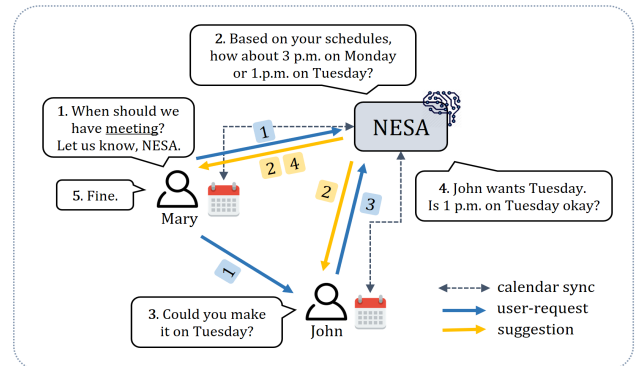 2. Based on your schedules,
how about 3 p.m. on Monday
or 1.p.m. on Tuesday?
1. When should we
have meeting?
Let us know, NESA.
1
NESA
2 4
5. Fine.
Mary
2
3
4. John wants Tuesday.
Is 1 p.m. on Tuesday okay?
1
3. Could you make
it on Tuesday?
John
calendar sync
user-request
suggestion